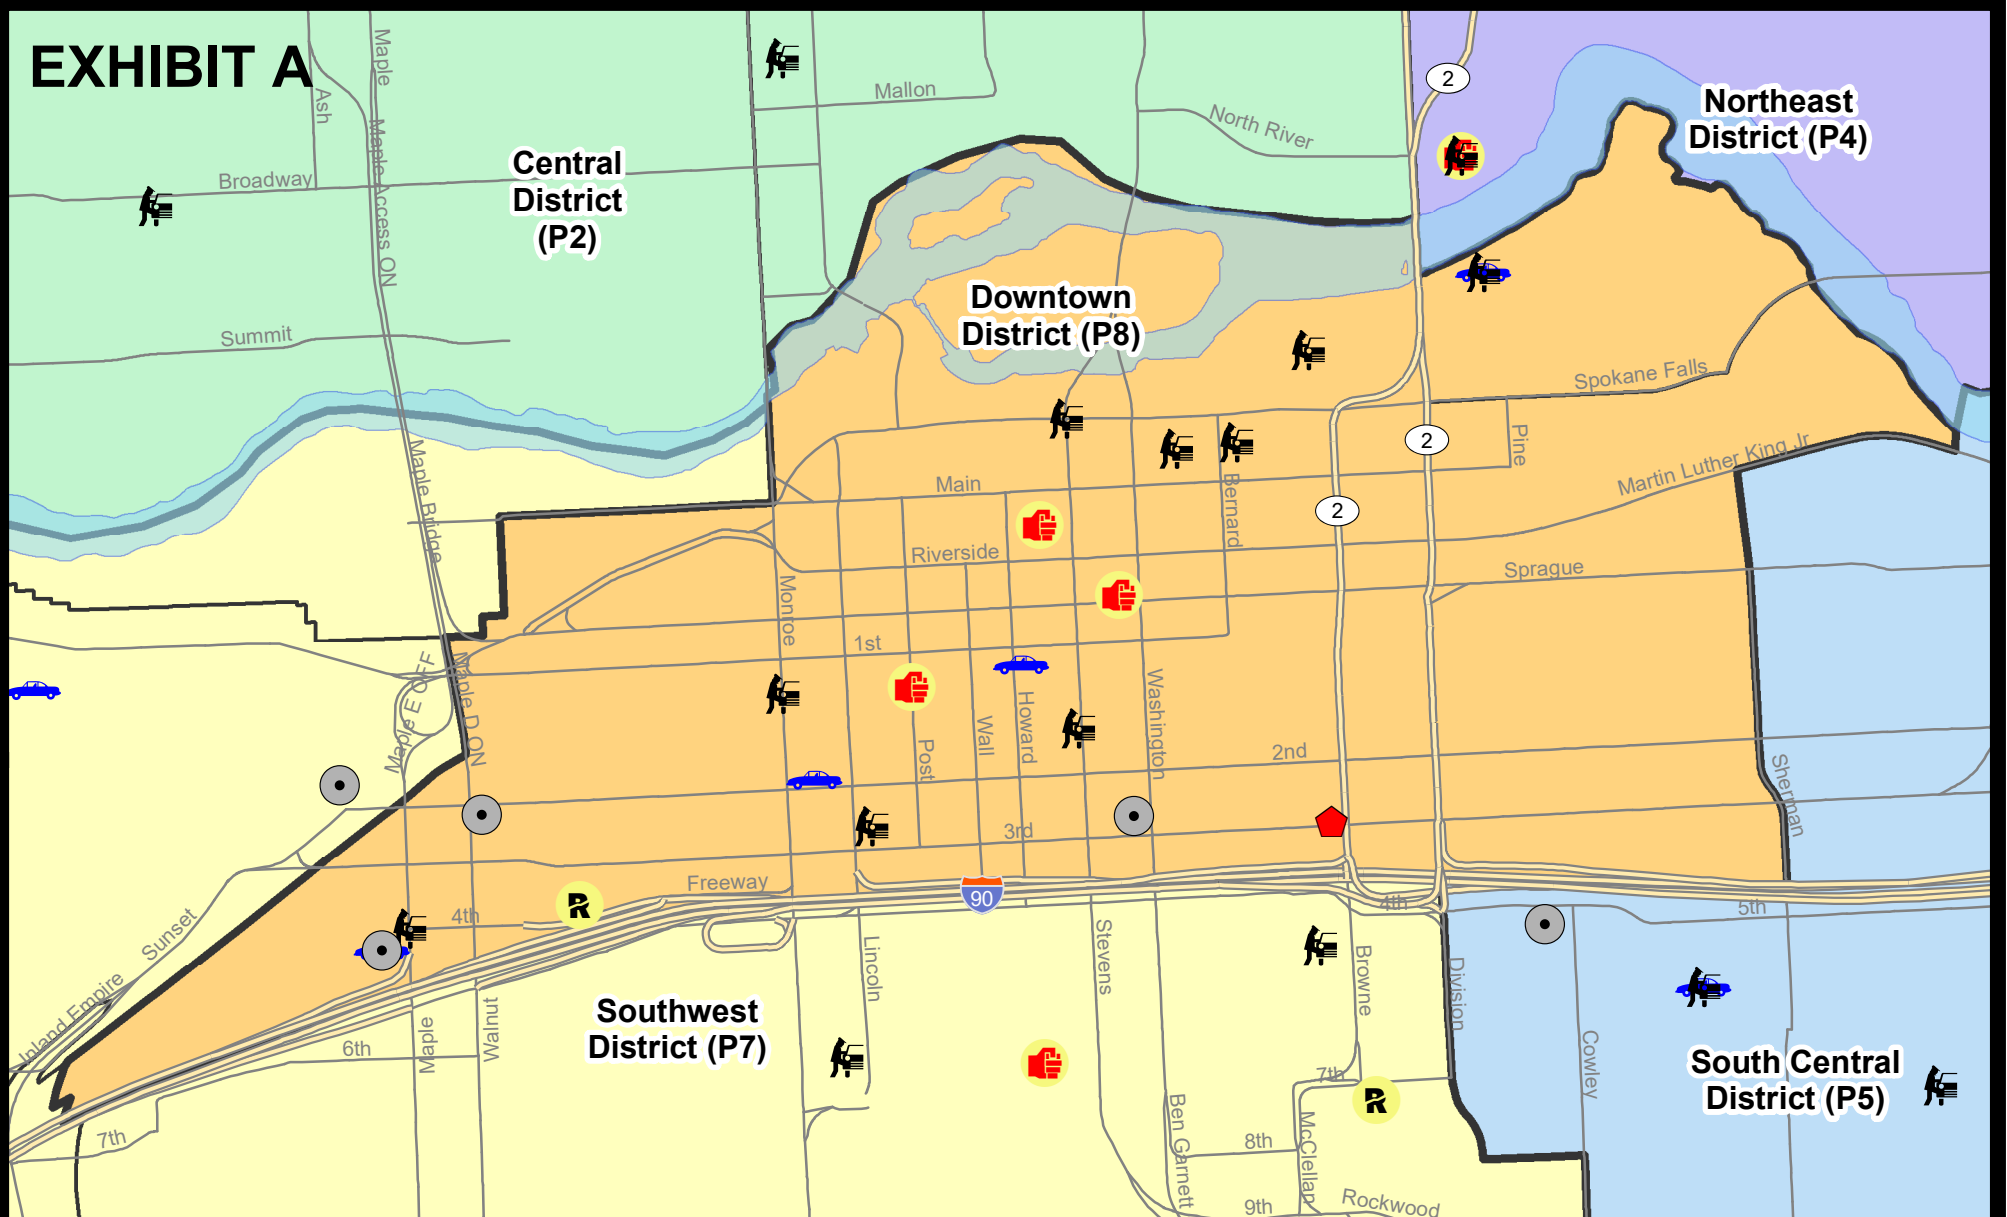 EXHIBIT A
Maple
Ash
Maple Access ON
Mallon
North River
2
Northeast
District (P4)
Central
District
(P2)
Broadway
Summit
Downtown
District (P8)
Spokane Falls
Pine
2
Martin Luther King Jr
Maple Bridge
Main
Bernard
2
Riverside
Sprague
Monroe
1st
Maple E OFF
Maple D ON
Post
Wall
Howard
Washington
2nd
Sherman
3rd
Freeway
90
4th
4th
5th
Sunset
Inland Empire
Lincoln
Stevens
Browne
Division
Southwest
District (P7)
Maple
Walnut
6th
7th
7th
Cowley
South Central
District (P5)
Ben Garnett
8th
McClellan
9th
Rockwood